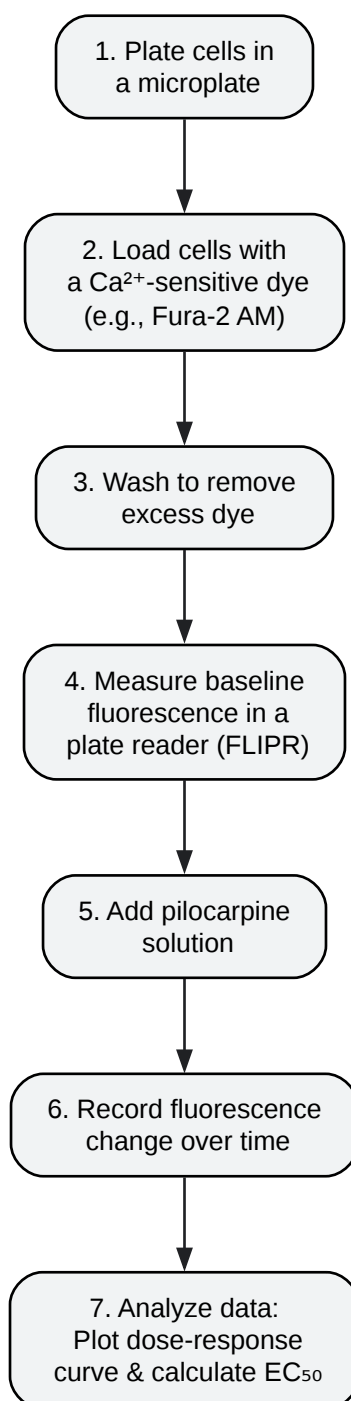 1. Plate cells in
a microplate
2. Load cells with
a Ca²⁺-sensitive dye
(e.g., Fura-2 AM)
3. Wash to remove
excess dye
4. Measure baseline
fluorescence in a
plate reader (FLIPR)
5. Add pilocarpine
solution
6. Record fluorescence
change over time
7. Analyze data:
Plot dose-response
curve & calculate EC₅₀